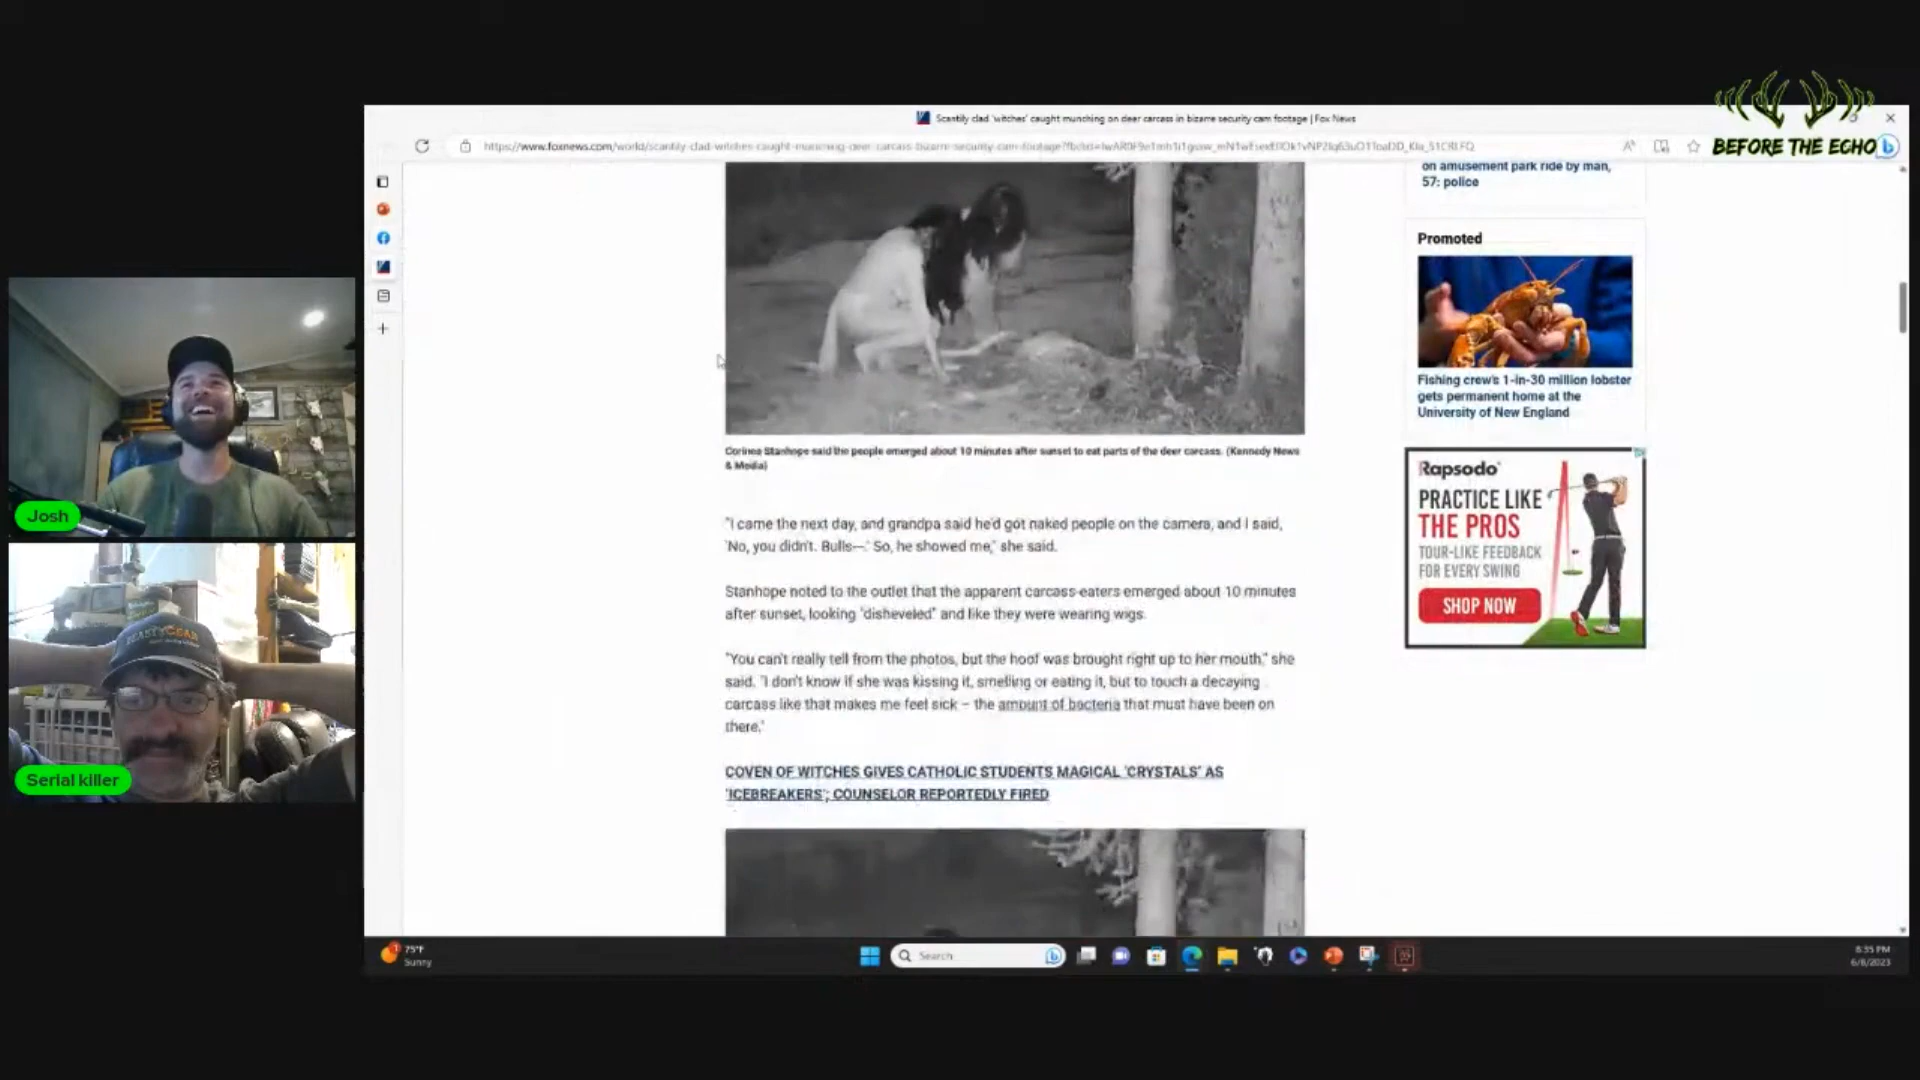 BEFORE THE ECHO
Scantily clad 'witches' caught munching on deer carcass in bizarre security cam footage | Fox News
on amusement park ride by man,
57: police
Promoted
Fishing crew's 1-in-30 million lobster
gets permanent home at the
University of New England
Corinea Stanhope said the people emerged about 10 minutes after sunset to eat parts of the deer carcass. (Kennedy News
& Media)
"I came the next day, and grandpa said he'd got naked people on the camera, and I said,
'No, you didn't. Bulls—.' So, he showed me," she said.
Stanhope noted to the outlet that the apparent carcass-eaters emerged about 10 minutes
after sunset, looking "disheveled" and like they were wearing wigs.
"You can't really tell from the photos, but the hoof was brought right up to her mouth," she
said. "I don't know if she was kissing it, smelling or eating it, but to touch a decaying
carcass like that makes me feel sick – the amount of bacteria that must have been on
there."
COVEN OF WITCHES GIVES CATHOLIC STUDENTS MAGICAL 'CRYSTALS' AS
'ICEBREAKERS'; COUNSELOR REPORTEDLY FIRED
Rapsodo
PRACTICE LIKE
THE PROS
TOUR-LIKE FEEDBACK
FOR EVERY SWING
SHOP NOW
Josh
Serial killer
75°F
Sunny
Search
8:35 PM
6/8/2023